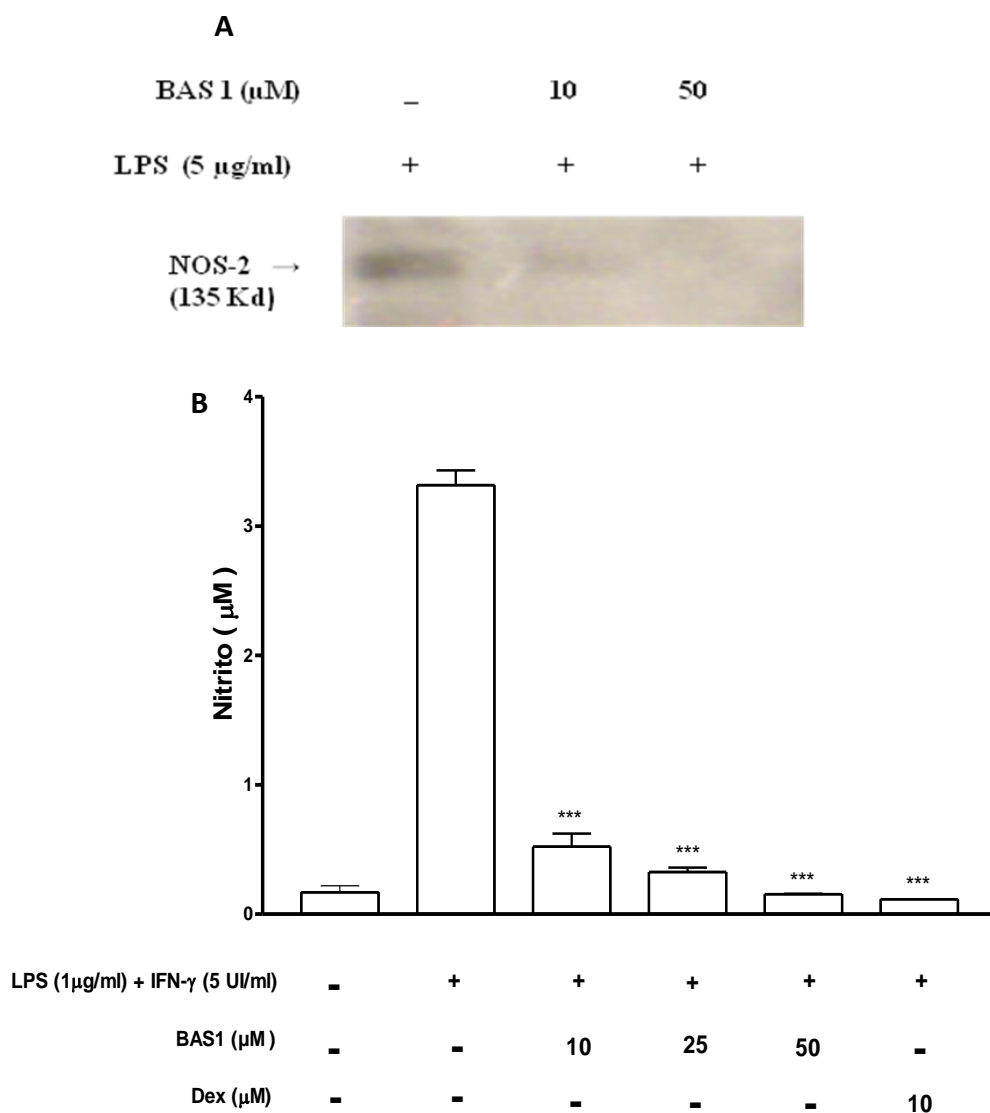 A
BAS 1 (µM) – 10 50
LPS (5 µg/ml) + + +
NOS-2 →
(135 Kd)
B
4
3
2
1
0
Nitrito ( µM )
*** *** *** ***
LPS (1µg/ml) + IFN-γ (5 UI/ml) - + + + + +
BAS1 (µM ) - - 10 25 50 -
Dex (µM) - - - - - 10